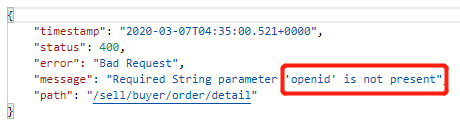 {
"timestamp": "2020-03-07T04:35:00.521+0000",
"status": 400,
"error": "Bad Request",
"message": "Required String parameter 'openid' is not present",
"path": "/sell/buyer/order/detail"
}